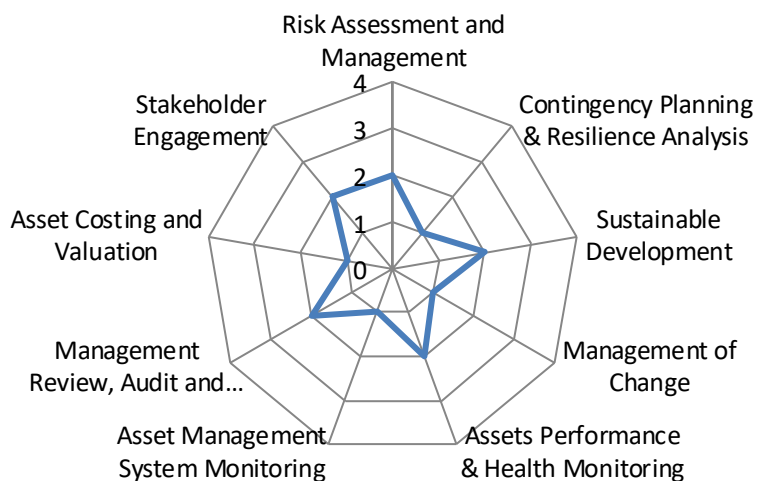 Risk Assessment and
Management
Contingency Planning
& Resilience Analysis
Sustainable
Development
Management of
Change
Assets Performance
& Health Monitoring
Asset Management
System Monitoring
Management
Review, Audit and...
Asset Costing and
Valuation
Stakeholder
Engagement
4
3
2
1
0